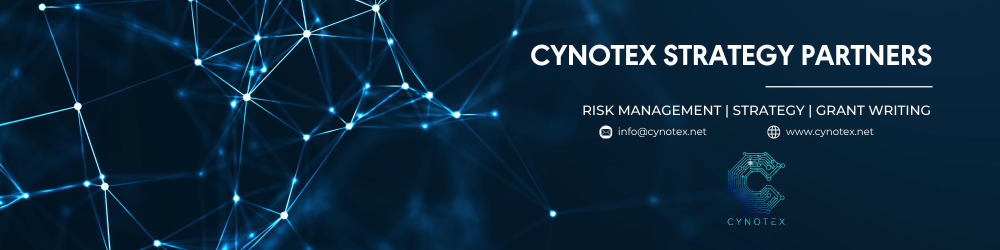 CYNOTEX STRATEGY PARTNERS
RISK MANAGEMENT | STRATEGY | GRANT WRITING
info@cynotex.net www.cynotex.net
CYNOTEX